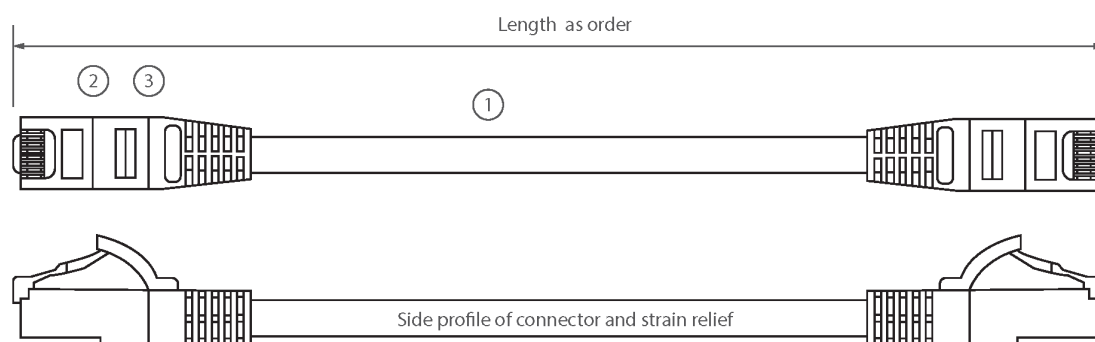 Length as order
2 3
1
Side profile of connector and strain relief